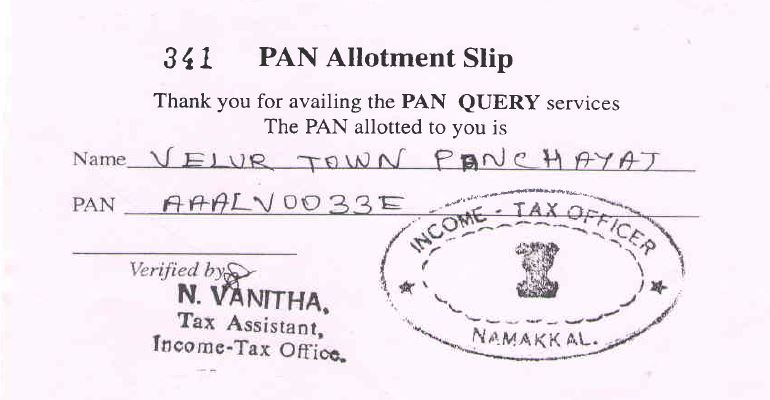 341 PAN Allotment Slip
Thank you for availing the PAN QUERY services
The PAN allotted to you is
Name VELUR TOWN PANCHAYAT
PAN AAALV0033E
INCOME - TAX OFFICER
NAMAKKAL.
Verified by
N. VANITHA,
Tax Assistant,
Income-Tax Office.